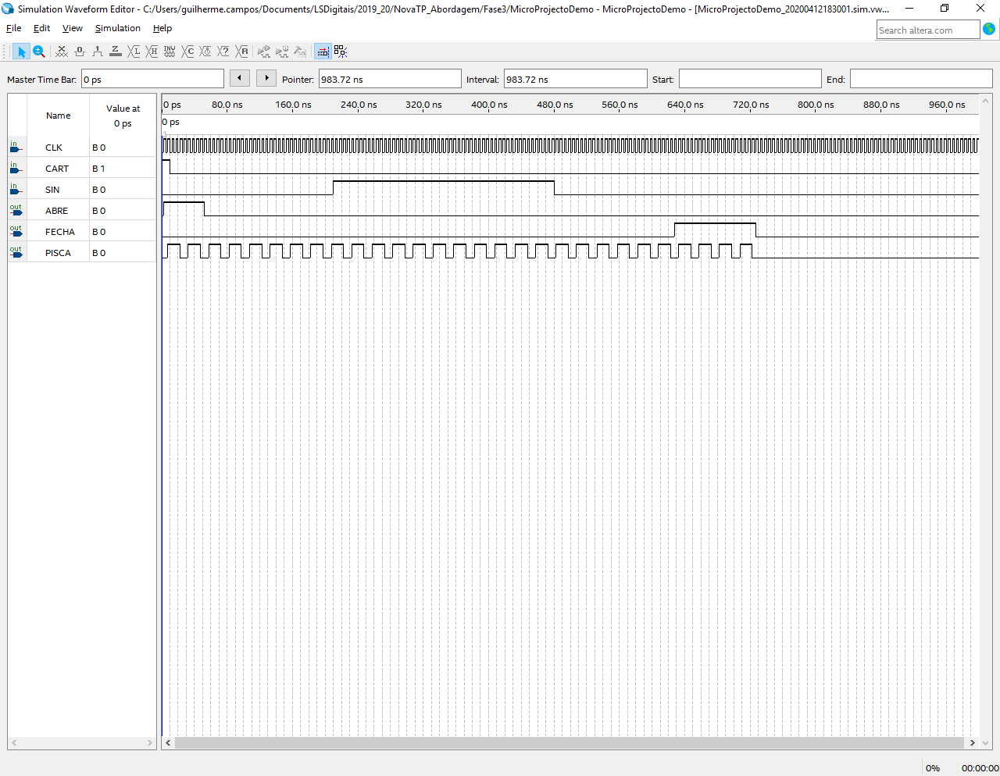 Simulation Waveform Editor - C:/Users/guilherme.campos/Documents/LSDigitais/2019_20/NovaTP_Abordagem/Fase3/MicroProjectoDemo - MicroProjectoDemo - [MicroProjectoDemo_20200412183001.sim.vw...
File Edit View Simulation Help
Search altera.com
Master Time Bar: 0 ps Pointer: 983.72 ns Interval: 983.72 ns Start: End:
Name Value at 0 ps
0 ps 80.0 ns 160.0 ns 240.0 ns 320.0 ns 400.0 ns 480.0 ns 560.0 ns 640.0 ns 720.0 ns 800.0 ns 880.0 ns 960.0 ns
0 ps
in CLK B 0
in CART B 1
in SIN B 0
out ABRE B 0
out FECHA B 0
out PISCA B 0
0% 00:00:00